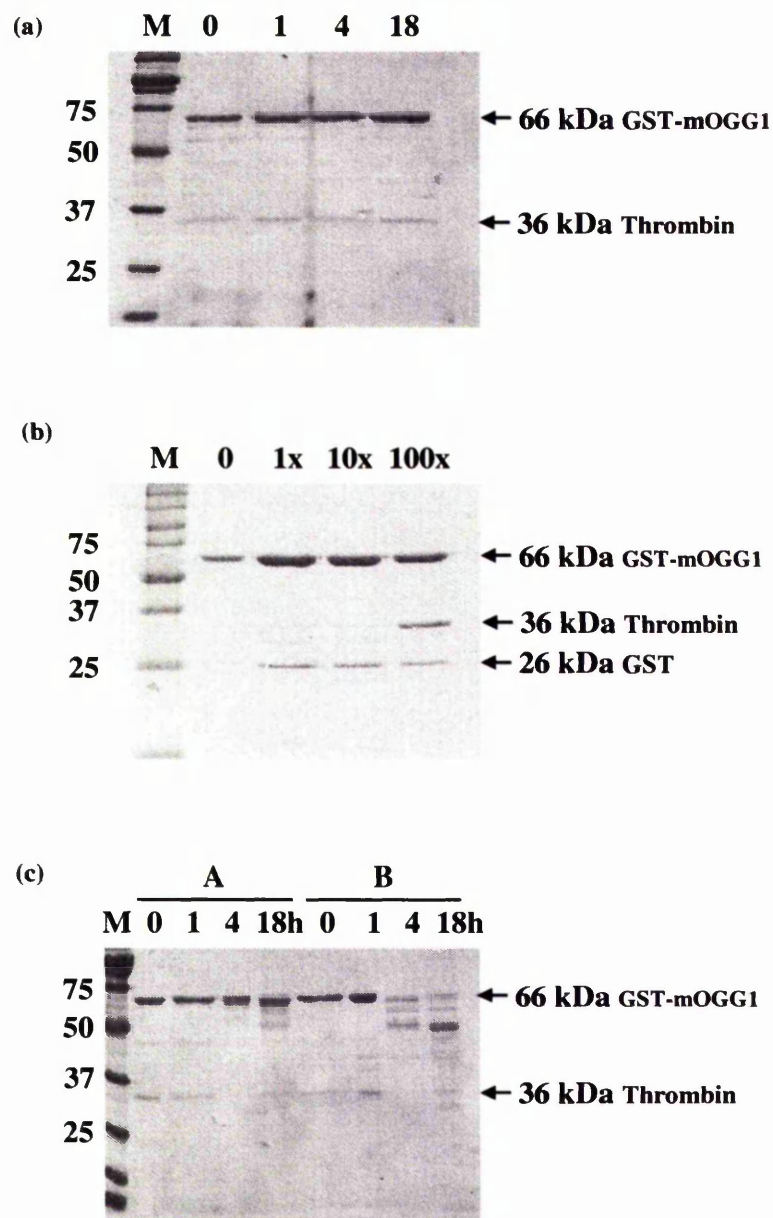 (a)
M 0 1 4 18
75
50
37
25
66 kDa GST-mOGG1
36 kDa Thrombin
(b)
M 0 1x 10x 100x
75
50
37
25
66 kDa GST-mOGG1
36 kDa Thrombin
26 kDa GST
(c)
A B
M 0 1 4 18h 0 1 4 18h
75
50
37
25
66 kDa GST-mOGG1
36 kDa Thrombin